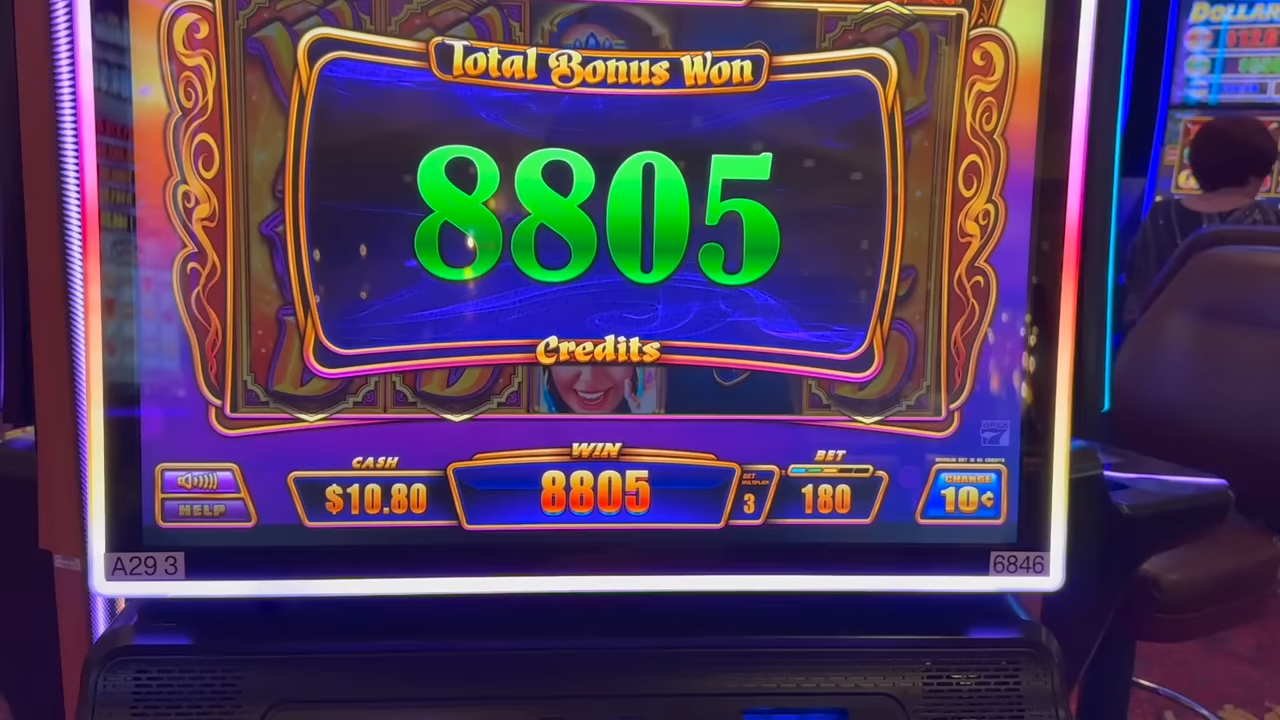 DOLLAR
Total Bonus Won
8805
Credits
CASH
$10.80
WIN
8805
BET
MULTIPLIER
3
BET
180
CHANGE
10¢
HELP
7
A29 3
6846